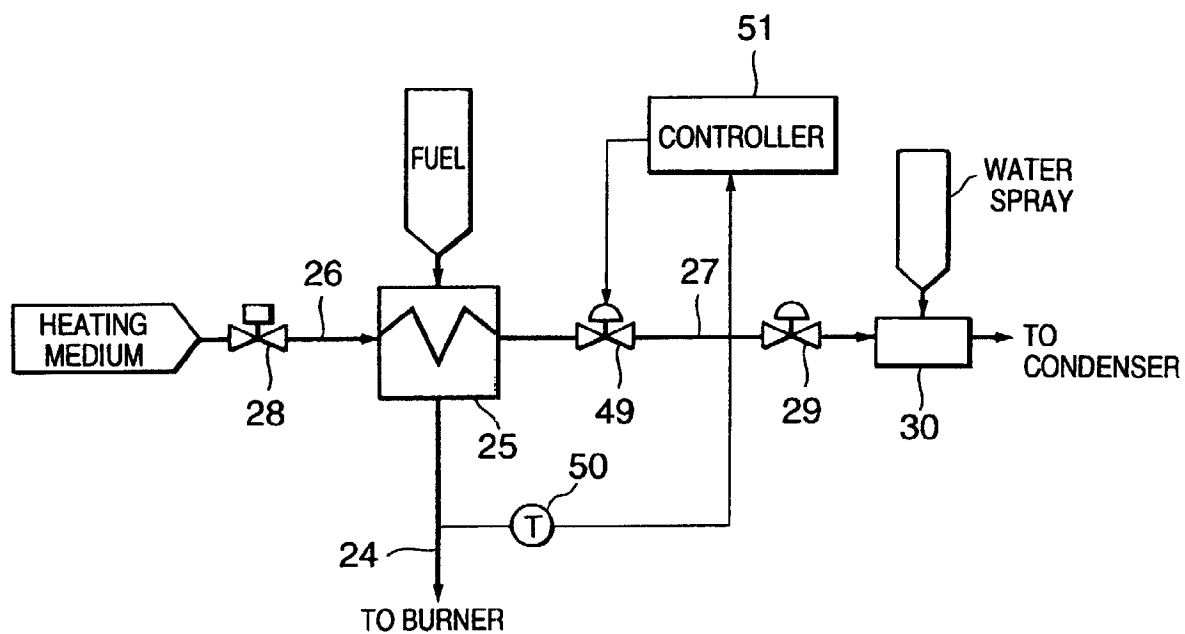 51
CONTROLLER
FUEL
WATER
SPRAY
26
27
HEATING
MEDIUM
TO
CONDENSER
28
25
49
29
30
50
T
24
TO BURNER